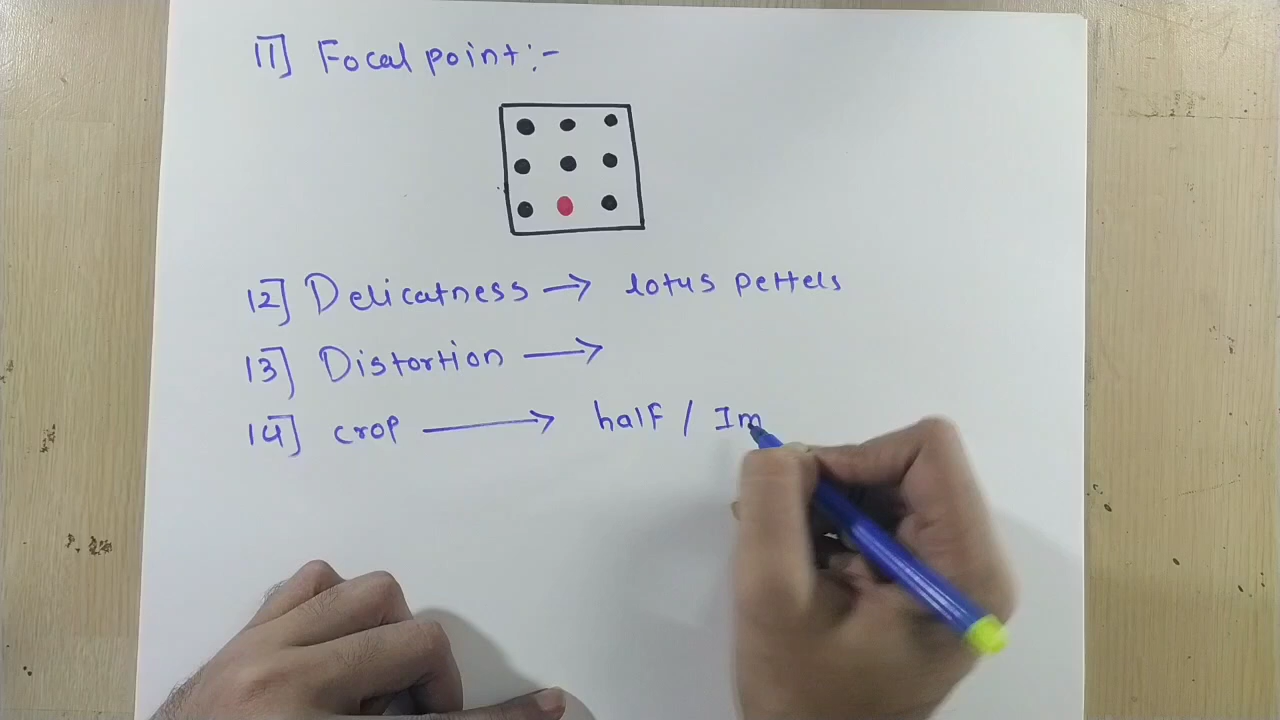 11] Focal point:-
12] Delicatness → lotus pettels
13] Distortion →
14] crop → half / Im